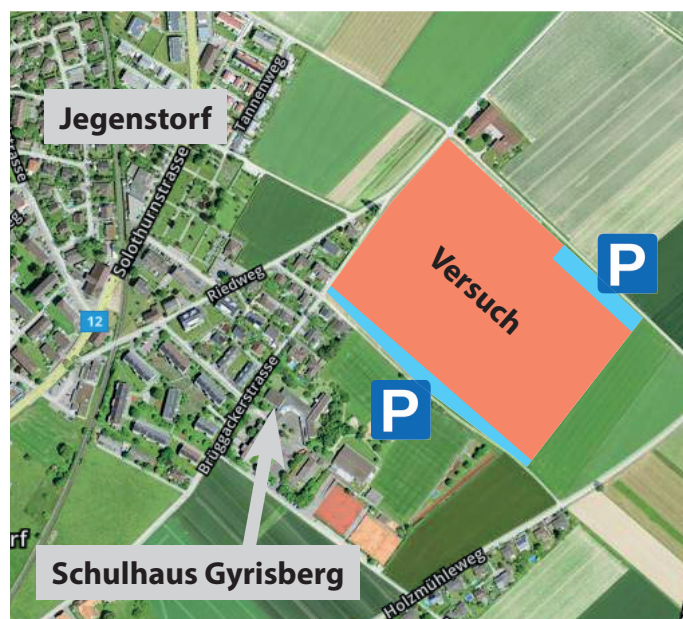 Jegenstorf
Tannenweg
Solothurnstrasse
Riedweg
12
Versuch
P
P
Brüggackerstrasse
Schulhaus Gyrisberg
Holzmühleweg
rf